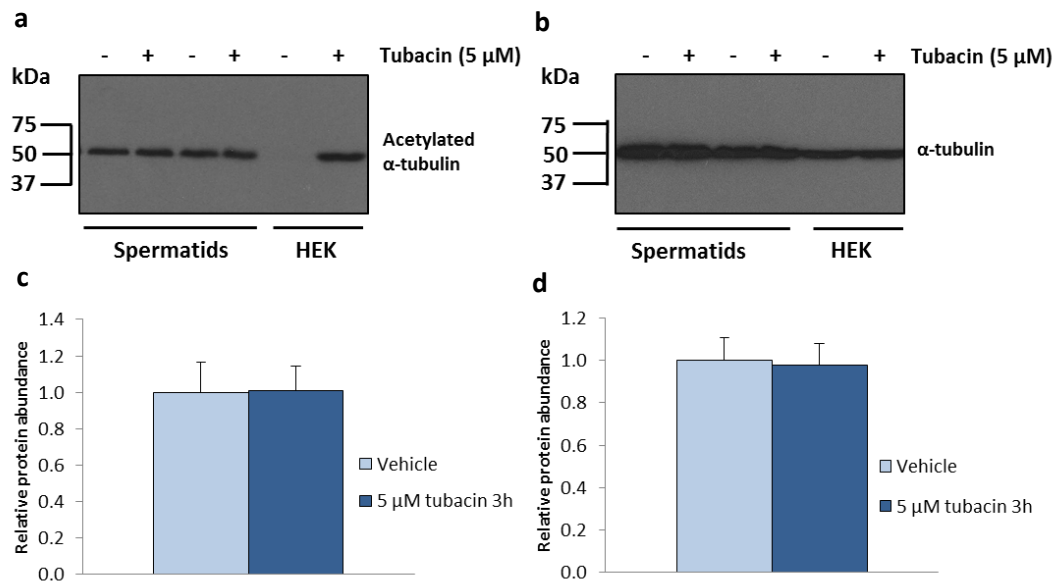 a
- + - + - + Tubacin (5 μM)
kDa
75
50
37
Acetylated
α-tubulin
Spermatids HEK
b
- + - + - + Tubacin (5 μM)
kDa
75
50
37
α-tubulin
Spermatids HEK
c
Relative protein abundance
1.4
1.2
1.0
0.8
0.6
0.4
0.2
0.0
Vehicle
5 μM tubacin 3h
d
Relative protein abundance
1.2
1.0
0.8
0.6
0.4
0.2
0.0
Vehicle
5 μM tubacin 3h